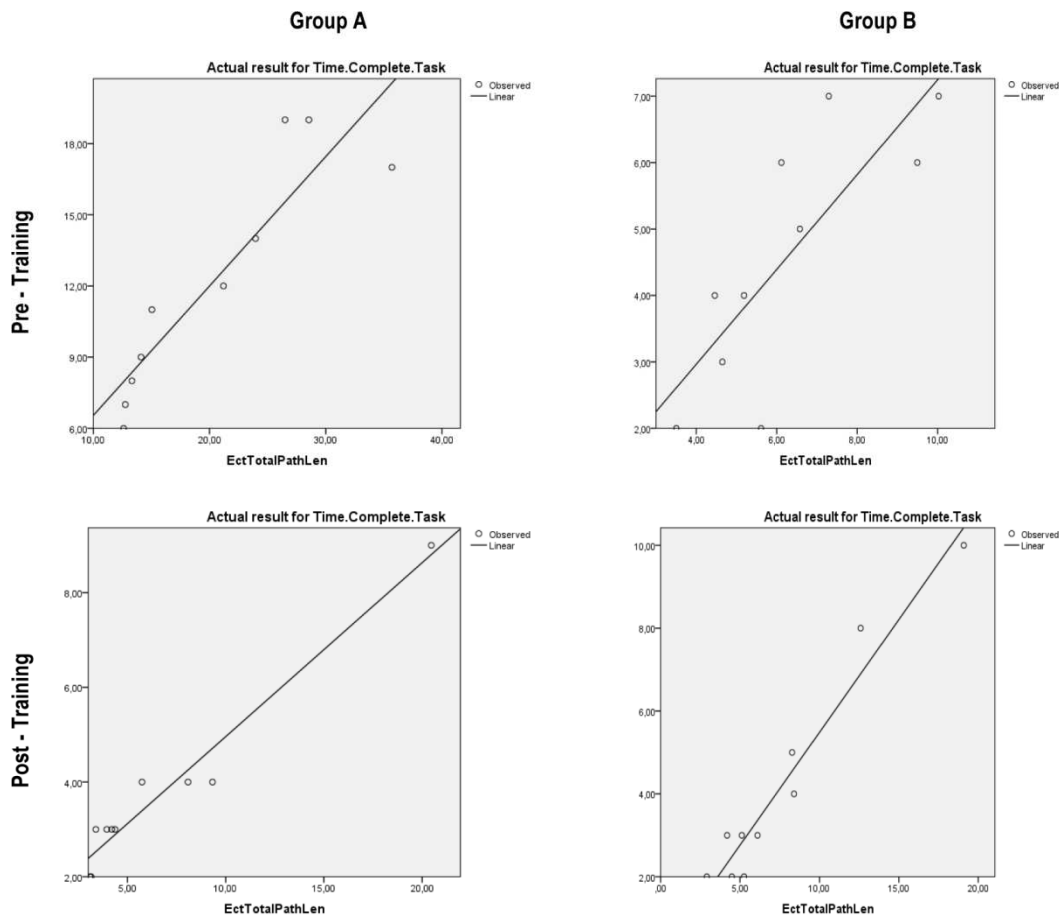 Group A
Group B
Pre - Training
Actual result for Time.Complete.Task
Observed
Linear
18,00
15,00
12,00
9,00
6,00
10,00 20,00 30,00 40,00
EctTotalPathLen
Actual result for Time.Complete.Task
Observed
Linear
7,00
6,00
5,00
4,00
3,00
2,00
4,00 6,00 8,00 10,00
EctTotalPathLen
Post - Training
Actual result for Time.Complete.Task
Observed
Linear
8,00
6,00
4,00
2,00
5,00 10,00 15,00 20,00
EctTotalPathLen
Actual result for Time.Complete.Task
Observed
Linear
10,00
8,00
6,00
4,00
2,00
,00 5,00 10,00 15,00 20,00
EctTotalPathLen